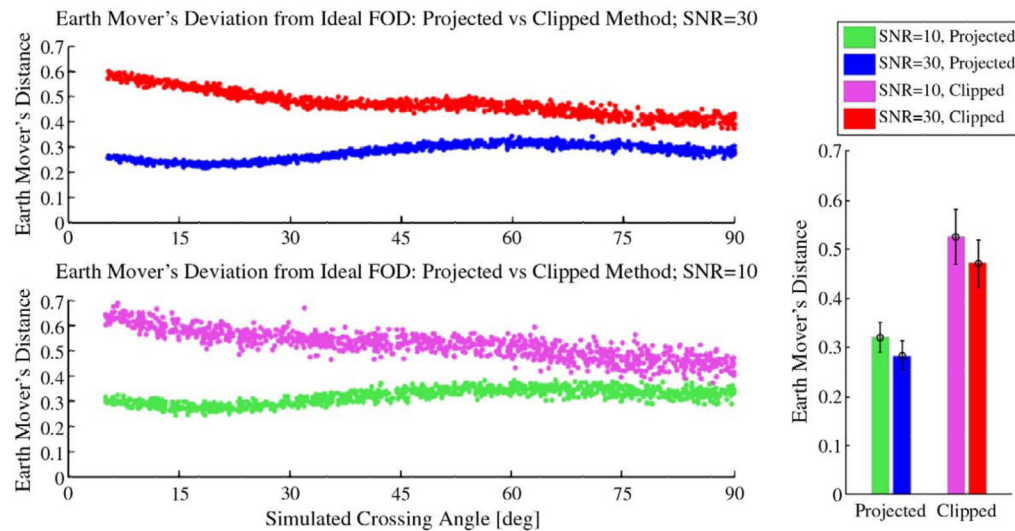 Earth Mover's Deviation from Ideal FOD: Projected vs Clipped Method; SNR=30
Earth Mover's Distance
0.7
0.6
0.5
0.4
0.3
0.2
0.1
0
0 15 30 45 60 75 90
Earth Mover's Deviation from Ideal FOD: Projected vs Clipped Method; SNR=10
Earth Mover's Distance
0.7
0.6
0.5
0.4
0.3
0.2
0.1
0
0 15 30 45 60 75 90
Simulated Crossing Angle [deg]
SNR=10, Projected
SNR=30, Projected
SNR=10, Clipped
SNR=30, Clipped
Earth Mover's Distance
0.7
0.6
0.5
0.4
0.3
0.2
0.1
0
Projected Clipped